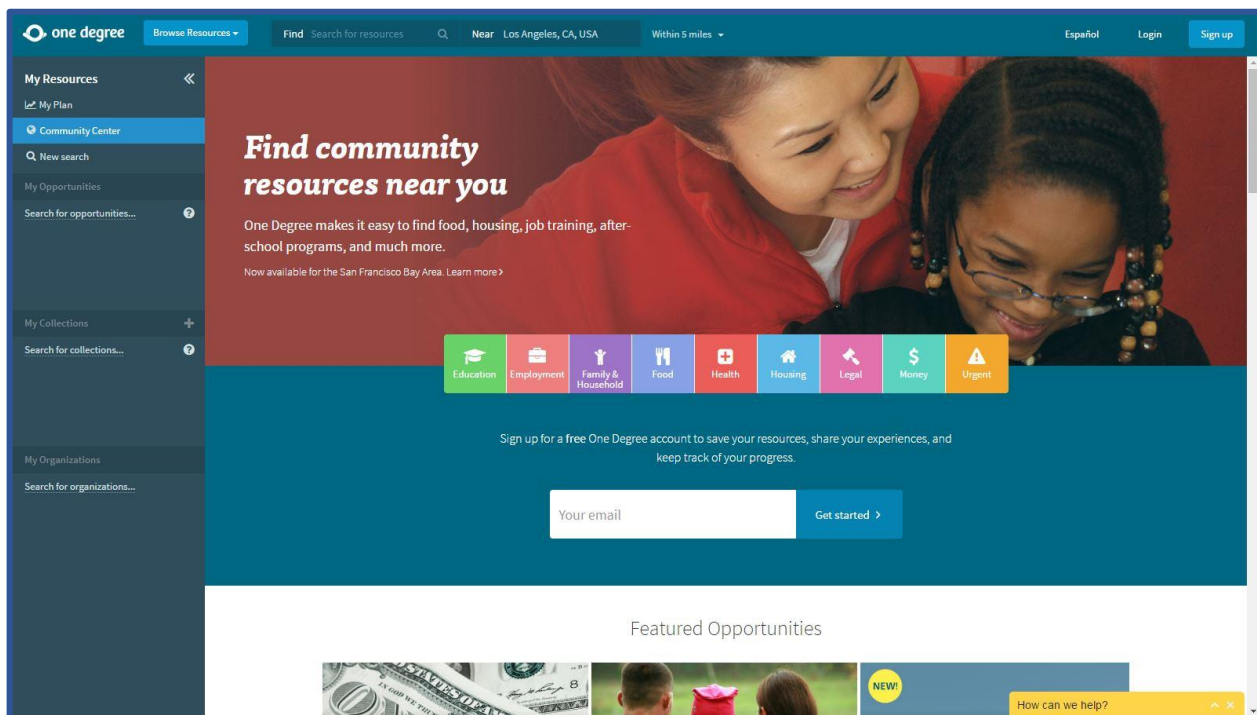 one degree
Browse Resources
Find Search for resources
Near Los Angeles, CA, USA
Within 5 miles
Español
Login
Sign up
My Resources
My Plan
Community Center
New search
My Opportunities
Search for opportunities...
My Collections
Search for collections...
My Organizations
Search for organizations...
Find community
resources near you
One Degree makes it easy to find food, housing, job training, after-
school programs, and much more.
Now available for the San Francisco Bay Area. Learn more >
Education
Employment
Family &
Household
Food
Health
Housing
Legal
Money
Urgent
Sign up for a free One Degree account to save your resources, share your experiences, and
keep track of your progress.
Your email
Get started >
Featured Opportunities
IN GOD WE
NEW!
How can we help?